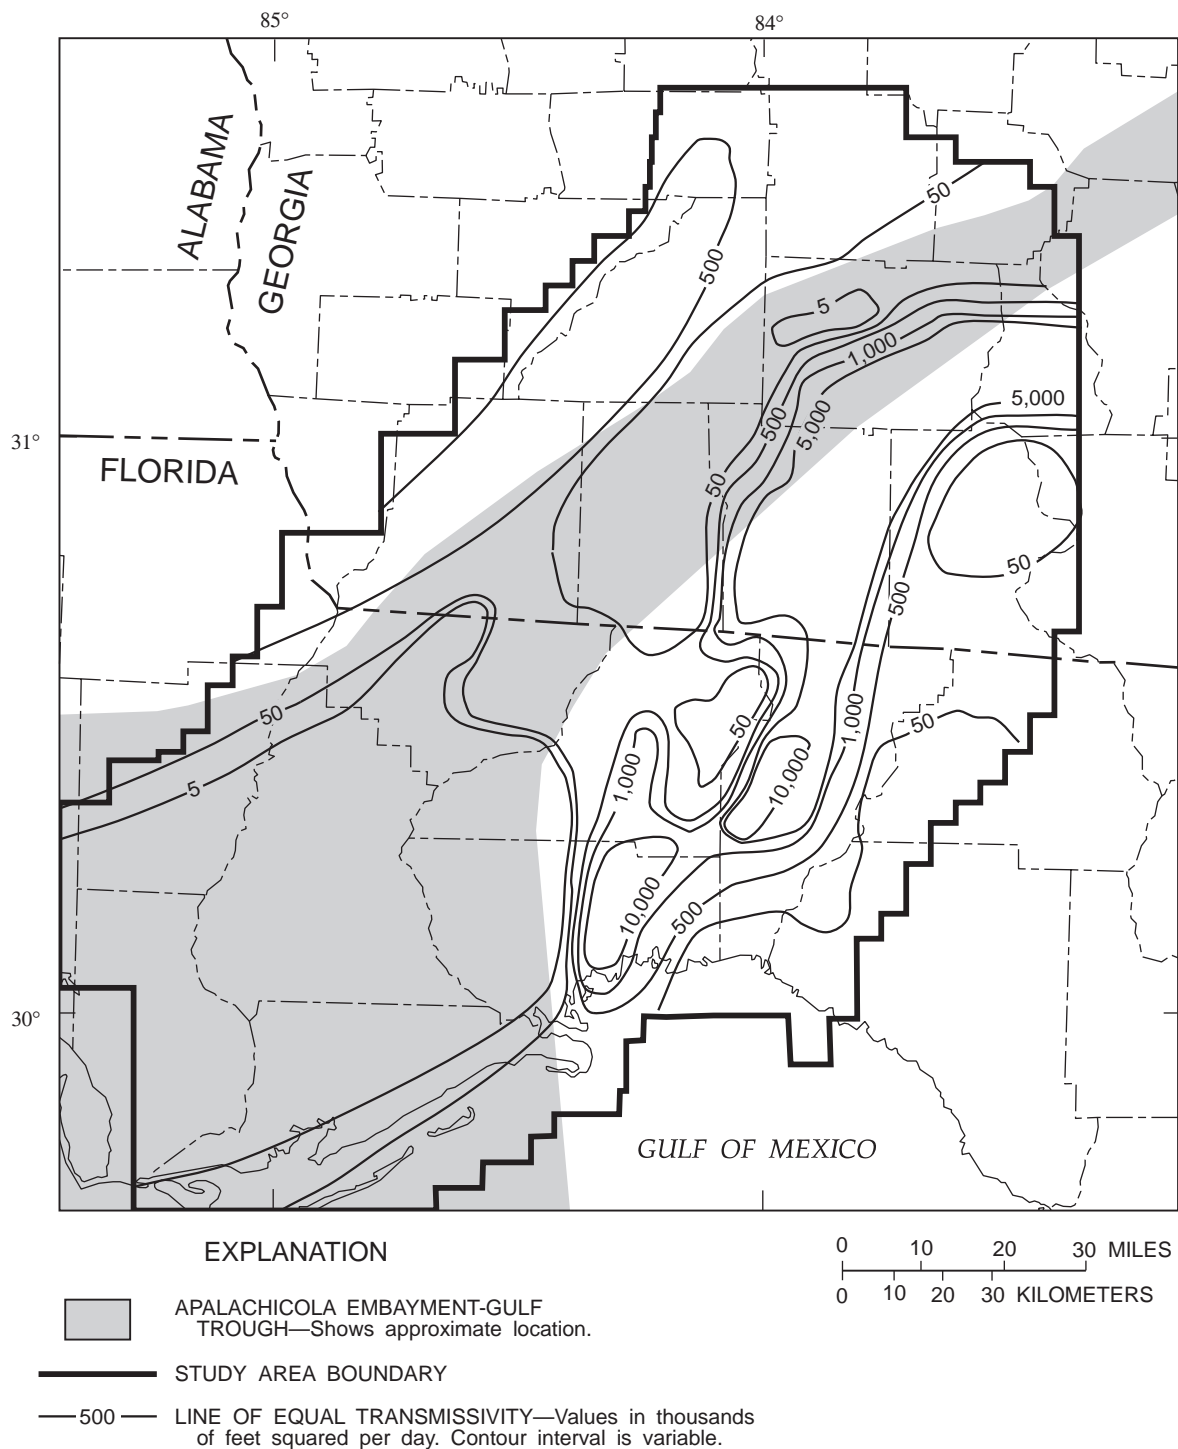 85°
84°
ALABAMA
GEORGIA
50
500
5
1,000
500
5,000
5,000
31°
FLORIDA
50
50
500
50
5
50
1,000
50
1,000
10,000
10,000
500
30°
GULF OF MEXICO
EXPLANATION
0 10 20 30 MILES
0 10 20 30 KILOMETERS
APALACHICOLA EMBAYMENT-GULF
TROUGH—Shows approximate location.
STUDY AREA BOUNDARY
500 LINE OF EQUAL TRANSMISSIVITY—Values in thousands
of feet squared per day. Contour interval is variable.